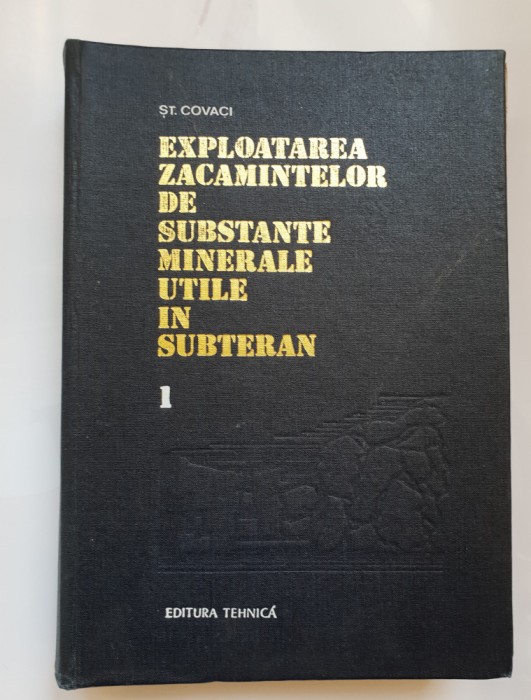 ȘT. COVACI
EXPLOATAREA
ZACAMINTELOR
DE
SUBSTANTE
MINERALE
UTILE
IN
SUBTERAN
1
EDITURA TEHNICĂ